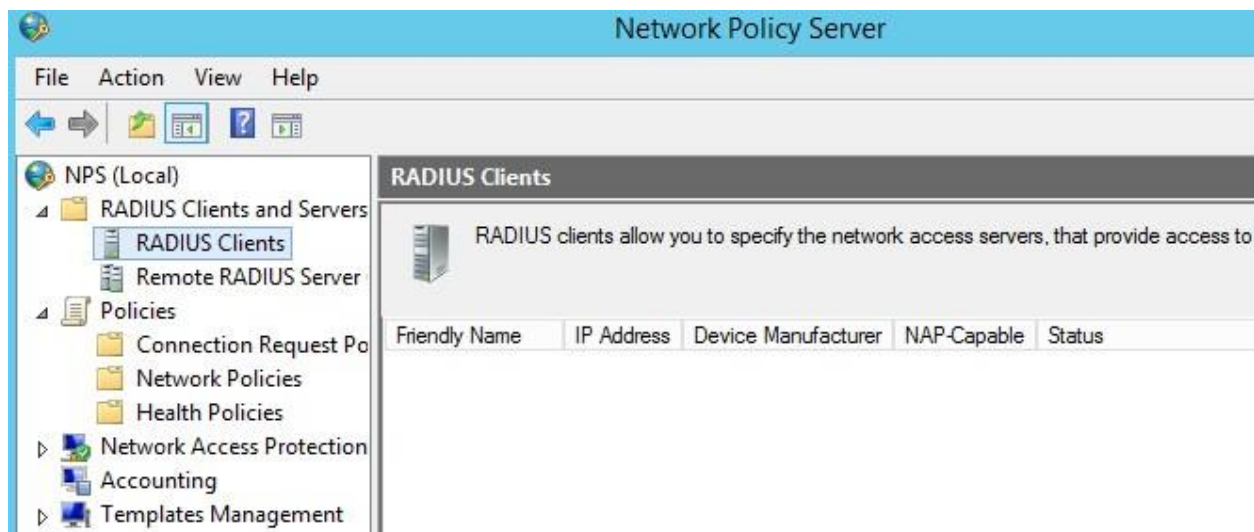 Network Policy Server
File Action View Help
NPS (Local)
RADIUS Clients and Servers
RADIUS Clients
Remote RADIUS Server
Policies
Connection Request Po
Network Policies
Health Policies
Network Access Protection
Accounting
Templates Management
RADIUS Clients
RADIUS clients allow you to specify the network access servers, that provide access to
Friendly Name IP Address Device Manufacturer NAP-Capable Status